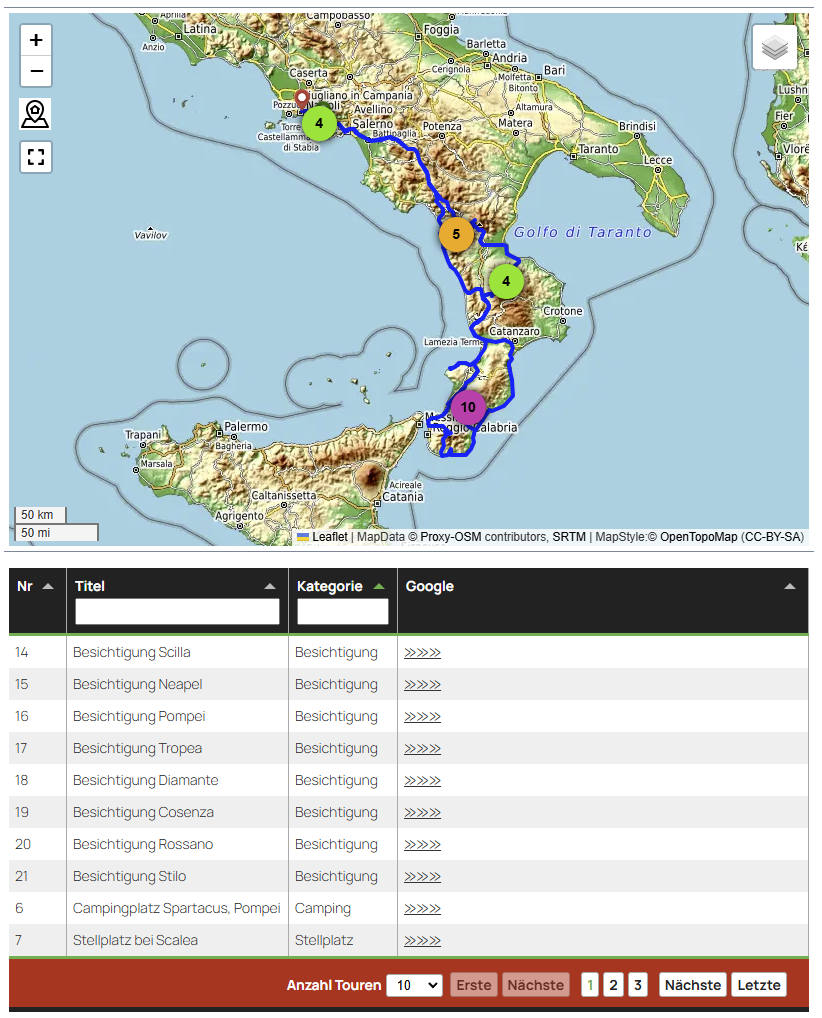 +
−
Aprilia
Latina
Anzio
Campobasso
Foggia
Barletta
Andria
Cerignola
Molfetta
Bari
Bitonto
Caserta
Giugliano in Campania
Napoli
Avellino
4
Salerno
Battipaglia
Castellammare
di Stabia
Potenza
Altamura
Matera
Brindisi
Taranto
Lecce
Fier
Vavilov
5
Golfo di Taranto
4
Crotone
Catanzaro
Lamezia Terme
10
Reggio Calabria
Trapani
Palermo
Bagheria
Marsala
Acireale
Caltanissetta
Catania
Agrigento
50 km
50 mi
Leaflet | MapData © Proxy-OSM contributors, SRTM | MapStyle:© OpenTopoMap (CC-BY-SA)
Nr Titel Kategorie Google
14 Besichtigung Scilla Besichtigung >>>>>>
15 Besichtigung Neapel Besichtigung >>>>>>
16 Besichtigung Pompei Besichtigung >>>>>>
17 Besichtigung Tropea Besichtigung >>>>>>
18 Besichtigung Diamante Besichtigung >>>>>>
19 Besichtigung Cosenza Besichtigung >>>>>>
20 Besichtigung Rossano Besichtigung >>>>>>
21 Besichtigung Stilo Besichtigung >>>>>>
6 Campingplatz Spartacus, Pompei Camping >>>>>>
7 Stellplatz bei Scalea Stellplatz >>>>>>
Anzahl Touren 10 Erste Nächste 1 2 3 Nächste Letzte